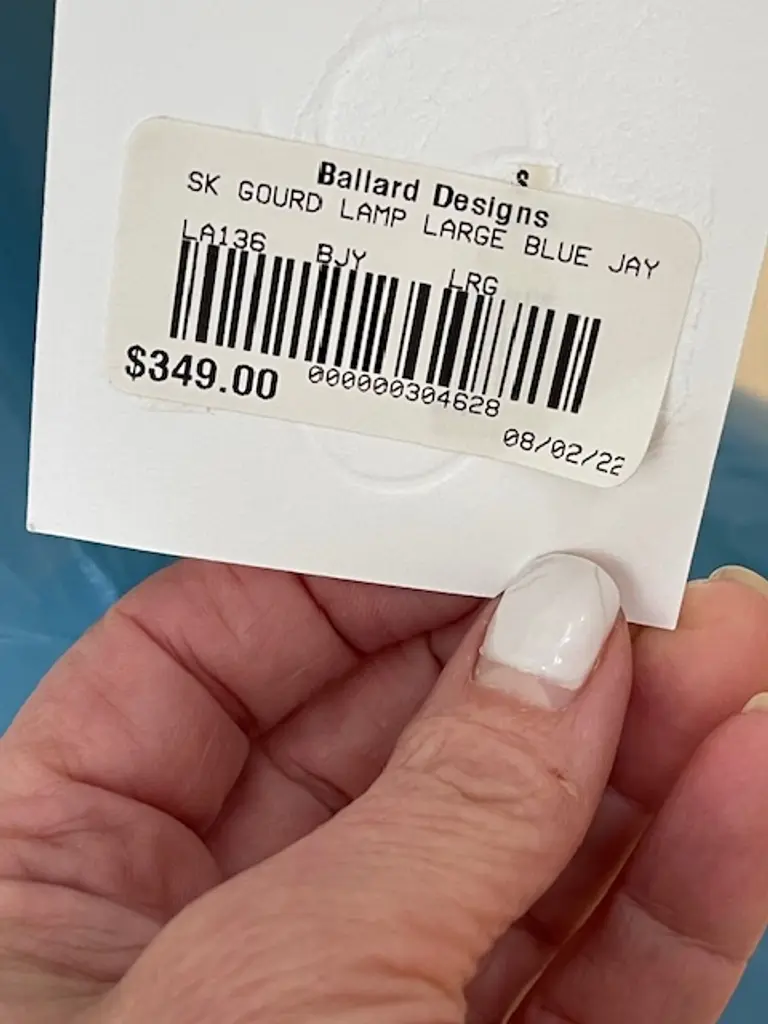 Ballard Designs
SK GOURD LAMP LARGE BLUE JAY
LA136 BJY LRG
$349.00 000000304628
08/02/22